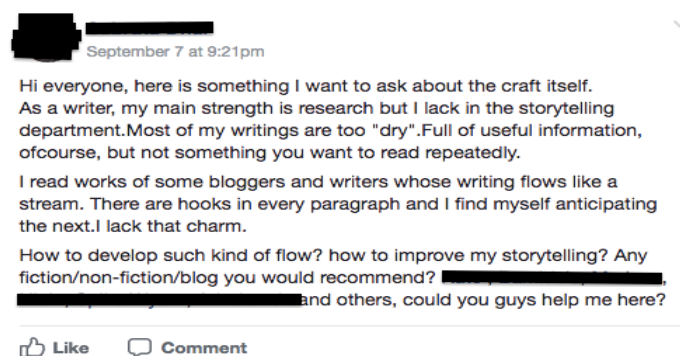 September 7 at 9:21pm
Hi everyone, here is something I want to ask about the craft itself.
As a writer, my main strength is research but I lack in the storytelling
department.Most of my writings are too "dry".Full of useful information,
ofcourse, but not something you want to read repeatedly.
I read works of some bloggers and writers whose writing flows like a
stream. There are hooks in every paragraph and I find myself anticipating
the next.I lack that charm.
How to develop such kind of flow? how to improve my storytelling? Any
fiction/non-fiction/blog you would recommend?
and others, could you guys help me here?
Like Comment